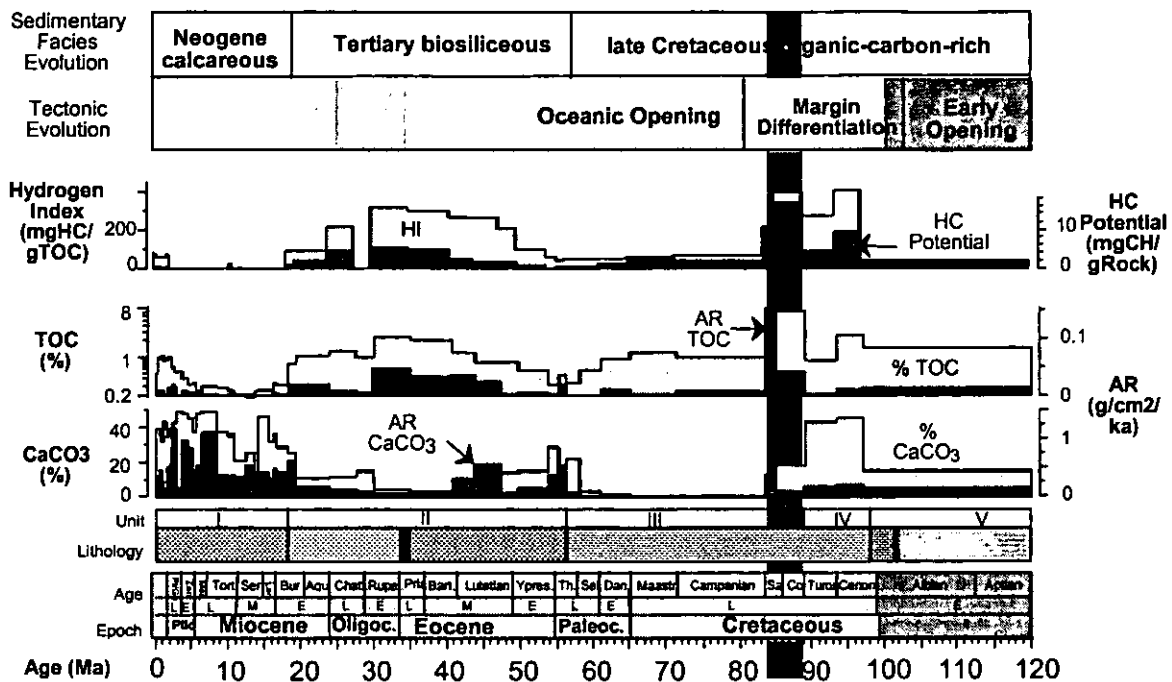 Sedimentary
Facies
Evolution
Neogene
calcareous
Tertiary biosiliceous
late Cretaceous organic-carbon-rich
Tectonic
Evolution
Oceanic Opening
Margin
Differentiation
Early
Opening
Hydrogen
Index
(mgHC/
gTOC)
200
0
HI
HC
Potential
10
0
HC
Potential
(mgCH/
gRock)
TOC
(%)
8
1
0.2
AR
TOC
% TOC
0.1
0
AR
(g/cm2/
ka)
CaCO3
(%)
40
20
0
AR
CaCO3
%
CaCO3
1
0
Unit
I
II
III
IV
V
Lithology
Age
Tort
Ser
Bur
Aqu
Chat
Rupe
Pria
Ban.
Lutetian
Ypres.
Th.
Sel
Dan.
Maastr
Campanian
Sa
Co
Turo
Cenon
Albian
Aptian
L
E
L
M
E
L
E
L
M
E
L
E
L
E
Epoch
Plio
Miocene
Oligoc.
Eocene
Paleoc.
Cretaceous
Age (Ma)
0
10
20
30
40
50
60
70
80
90
100
110
120